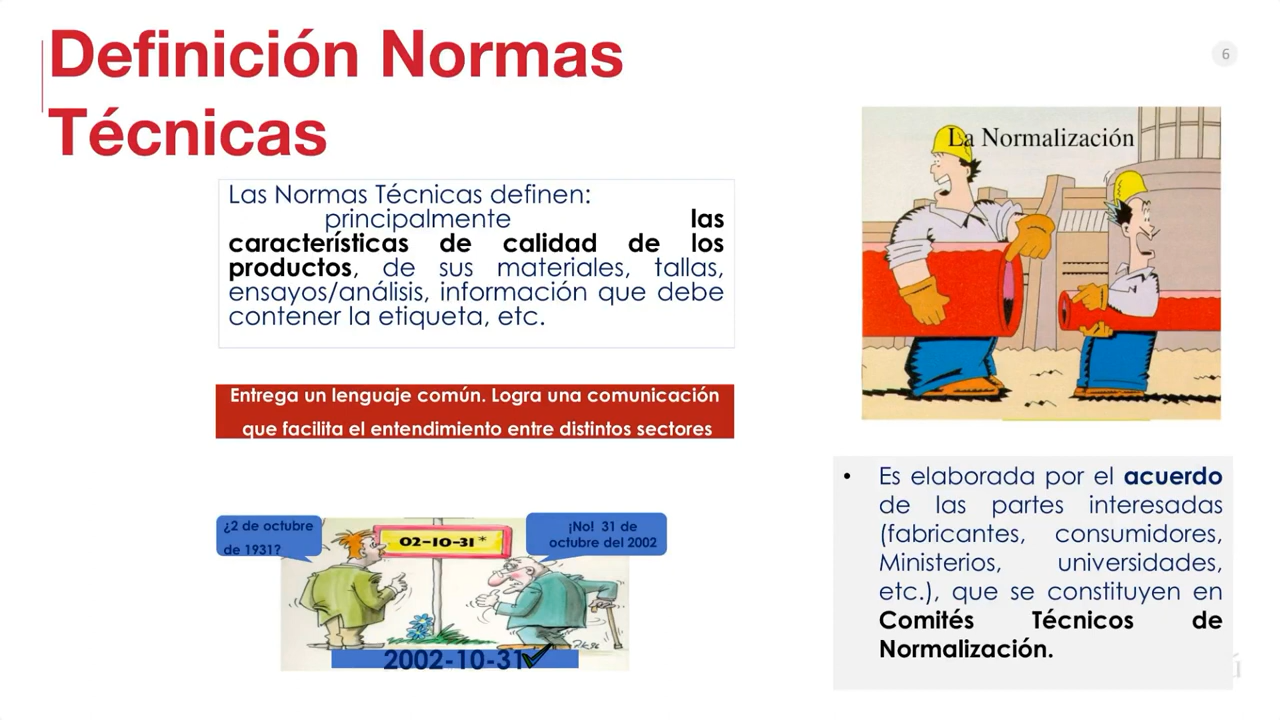 Definición Normas
Técnicas
6
Las Normas Técnicas definen:
principalmente las
características de calidad de los
productos, de sus materiales, tallas,
ensayos/análisis, información que debe
contener la etiqueta, etc.
Entrega un lenguaje común. Logra una comunicación
que facilita el entendimiento entre distintos sectores
¿2 de octubre
de 1931?
02-10-31*
¡No! 31 de
octubre del 2002
2002-10-31✔
La Normalización
• Es elaborada por el acuerdo
de las partes interesadas
(fabricantes, consumidores,
Ministerios, universidades,
etc.), que se constituyen en
Comités Técnicos de
Normalización.